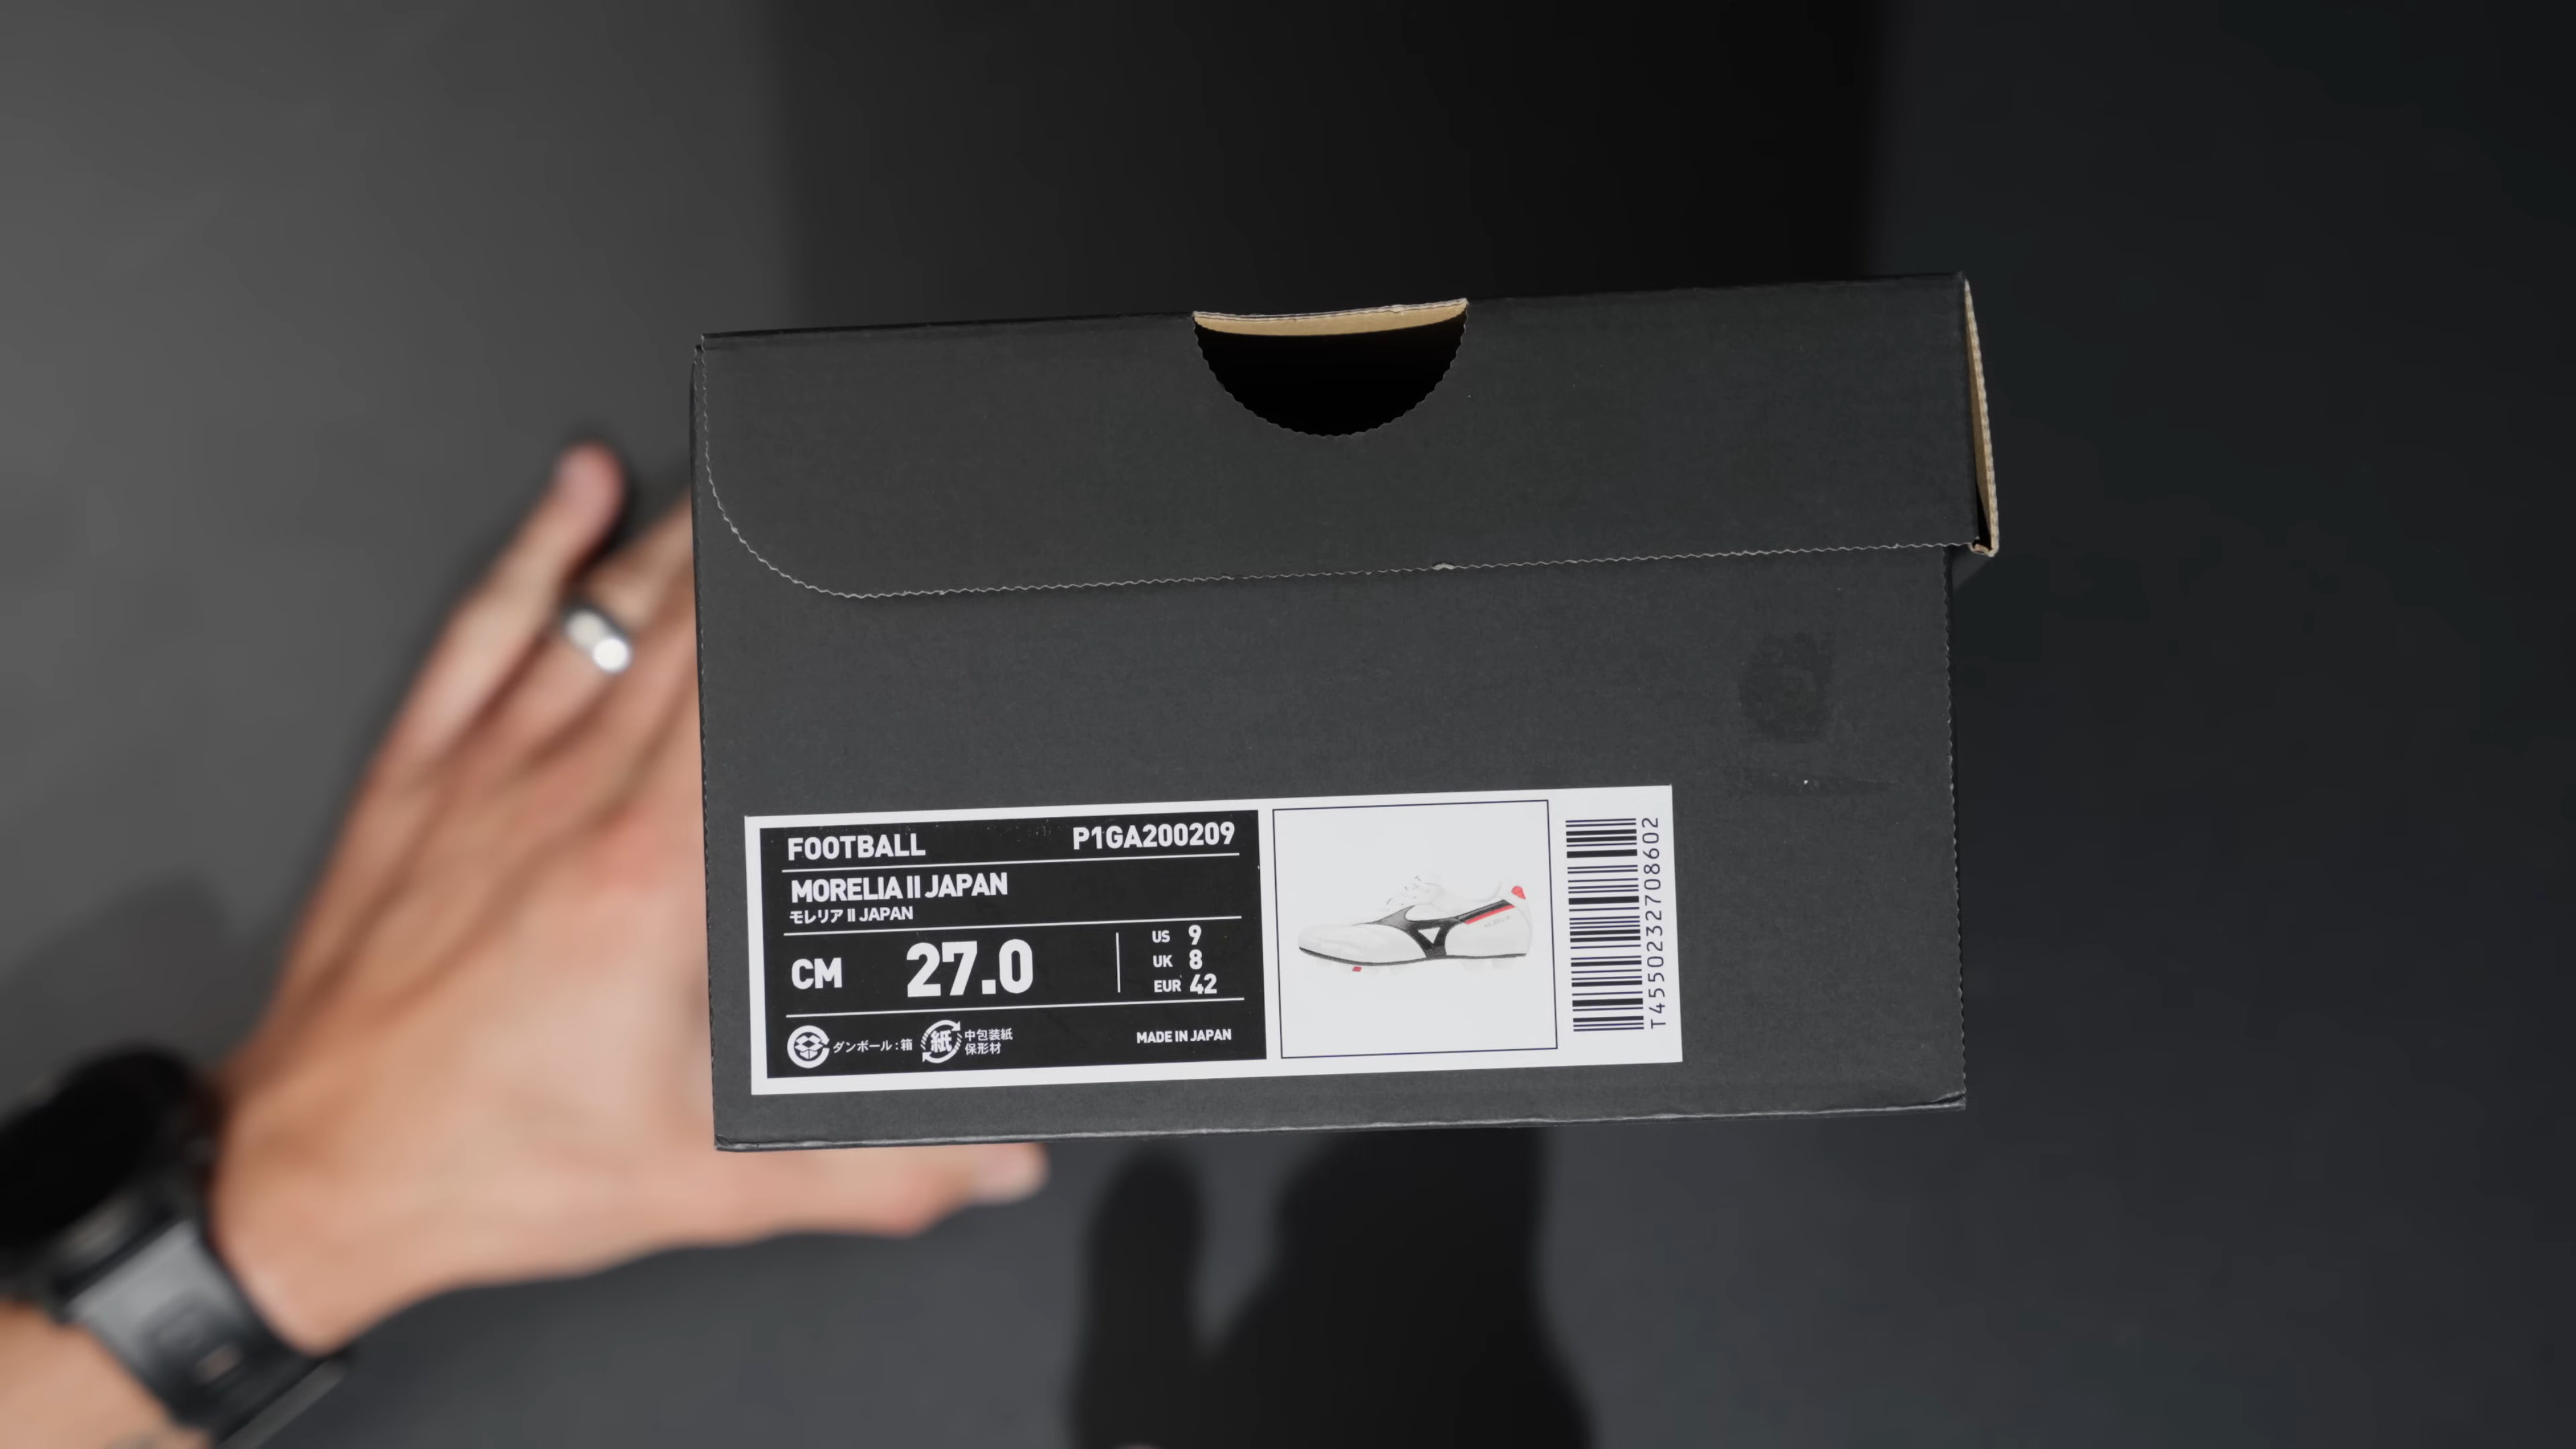 FOOTBALL P1GA200209
MORELIA II JAPAN
モレリア II JAPAN
CM 27.0
US 9
UK 8
EUR 42
ダンボール : 箱
紙
中包装紙
保形材
MADE IN JAPAN
T4550232708602